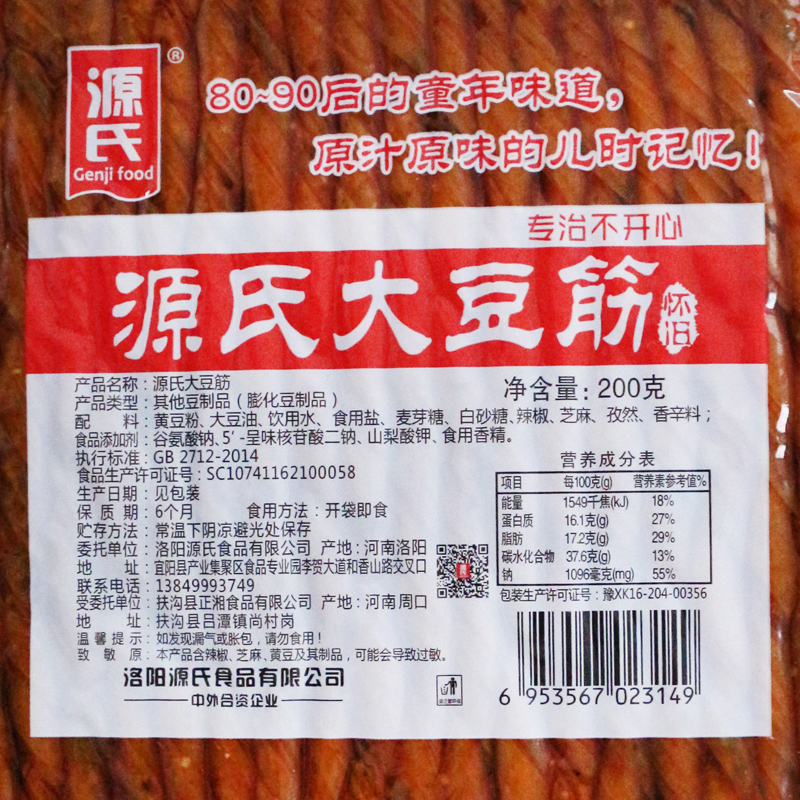 源氏
Genji food
®
80~90后的童年味道，
原汁原味的儿时记忆！
专治不开心
源氏大豆筋
怀旧
产品名称：源氏大豆筋
净含量：200克
产品类型：其他豆制品（膨化豆制品）
配 料：黄豆粉、大豆油、饮用水、食用盐、麦芽糖、白砂糖、辣椒、芝麻、孜然、香辛料；
食品添加剂：谷氨酸钠、5'-呈味核苷酸二钠、山梨酸钾、食用香精。
执行标准：GB 2712-2014
食品生产许可证号：SC10741162100058
生产日期：见包装
保 质 期：6个月 食用方法：开袋即食
贮存方法：常温下阴凉避光处保存
委托单位：洛阳源氏食品有限公司 产地：河南洛阳
地 址：宜阳县产业集聚区食品专业园李贺大道和香山路交叉口
联系电话：13849993749
受委托单位：扶沟县正湘食品有限公司 产地：河南周口
地 址：扶沟县吕潭镇尚村岗
温馨提示：如发现漏气或胀包，请勿食用！
致 敏 原：本产品含辣椒、芝麻、黄豆及其制品，可能会导致过敏。
洛阳源氏食品有限公司
中外合资企业
营养成分表
项目 每100克(g) 营养素参考值%
能量 1549千焦(kJ) 18%
蛋白质 16.1克(g) 27%
脂肪 17.2克(g) 29%
碳水化合物 37.6克(g) 13%
钠 1096毫克(mg) 55%
包装生产许可证号：豫XK16-204-00356
6 953567 023149